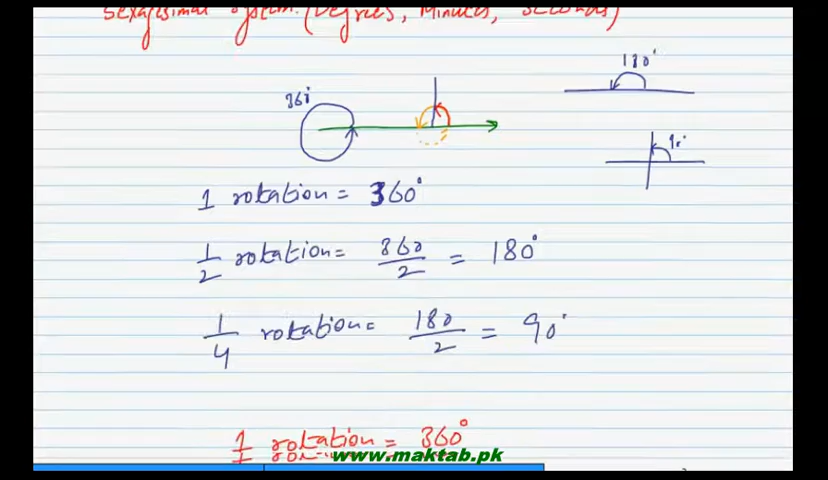 Sexagesimal System. (Degrees, Minutes, Seconds)
360°
180°
90°
1 rotation = 360°
1/2 rotation = 360/2 = 180°
1/4 rotation = 180/2 = 90°
1 rotation = 360°
www.maktab.pk